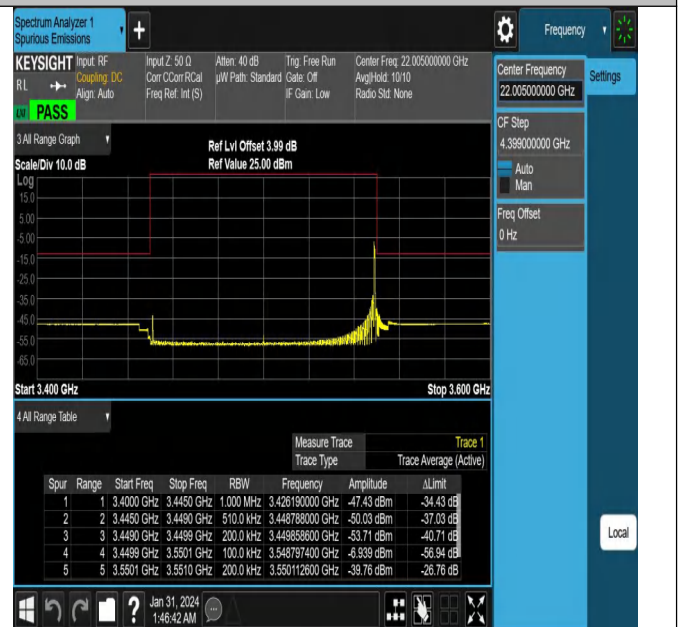 Spectrum Analyzer 1
Spurious Emissions
+
Frequency
KEYSIGHT
RL
PASS
Input: RF
Coupling: DC
Align: Auto
Input Z: 50 Ω
Corr CCorr RCal
Freq Ref: Int (S)
Atten: 40 dB
µW Path: Standard
Trig: Free Run
Gate: Off
IF Gain: Low
Center Freq: 22.005000000 GHz
Avg|Hold: 10/10
Radio Std: None
Center Frequency
22.005000000 GHz
Settings
CF Step
4.399000000 GHz
Auto
Man
Freq Offset
0 Hz
3 All Range Graph
Scale/Div 10.0 dB
Ref Lvl Offset 3.99 dB
Ref Value 25.00 dBm
Log
15.0
5.00
-5.00
-15.0
-25.0
-35.0
-45.0
-55.0
-65.0
Start 3.400 GHz
Stop 3.600 GHz
4 All Range Table
Measure Trace Trace 1
Trace Type Trace Average (Active)
Spur Range Start Freq Stop Freq RBW Frequency Amplitude ΔLimit
1 1 3.4000 GHz 3.4450 GHz 1.000 MHz 3.426190000 GHz -47.43 dBm -34.43 dB
2 2 3.4450 GHz 3.4490 GHz 510.0 kHz 3.448788000 GHz -50.03 dBm -37.03 dB
3 3 3.4490 GHz 3.4499 GHz 200.0 kHz 3.449858600 GHz -53.71 dBm -40.71 dB
4 4 3.4499 GHz 3.5501 GHz 100.0 kHz 3.548797400 GHz -6.939 dBm -56.94 dB
5 5 3.5501 GHz 3.5510 GHz 200.0 kHz 3.550112600 GHz -39.76 dBm -26.76 dB
Local
?
Jan 31, 2024
1:46:42 AM